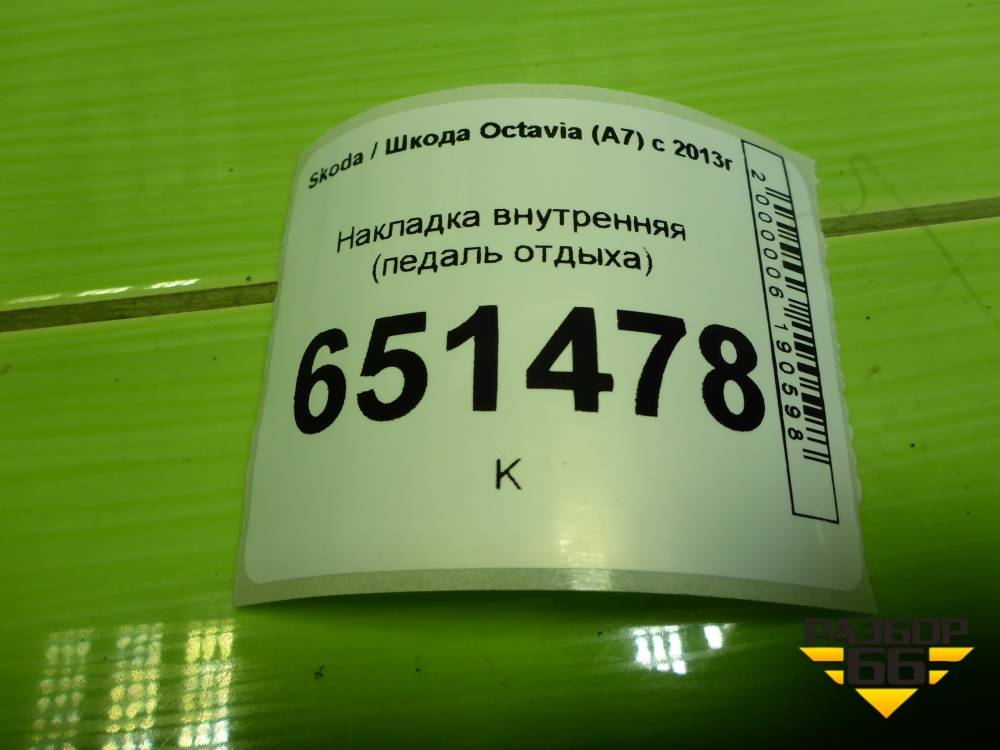 Skoda / Шкода Octavia (A7) с 2013г
Накладка внутренняя
(педаль отдыха)
651478
К
2000006190598
РАЗБОР
66